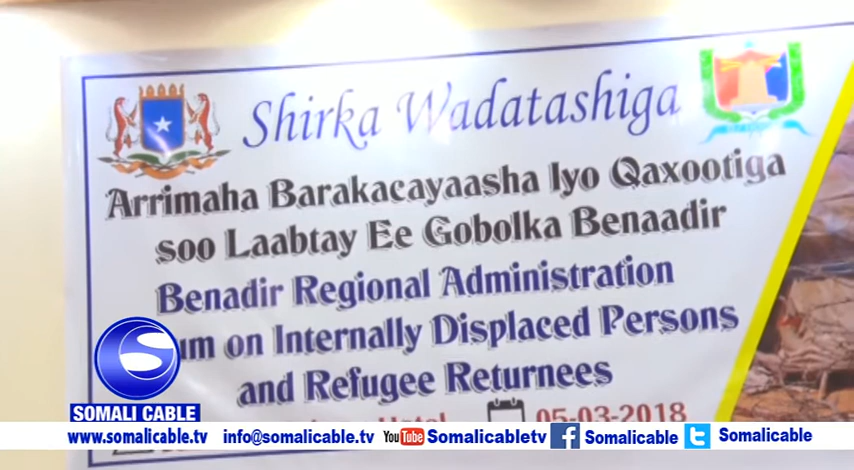 Shirka Wadatashiga
Arrimaha Barakacayaasha Iyo Qaxootiga
soo Laabtay Ee Gobolka Benaadir
Benadir Regional Administration
on Internally Displaced Persons
and Refugee Returnees
05-03-2018
S
SOMALI CABLE
www.somalicable.tv info@somalicable.tv YouTube Somalicabletv f Somalicable t Somalicable